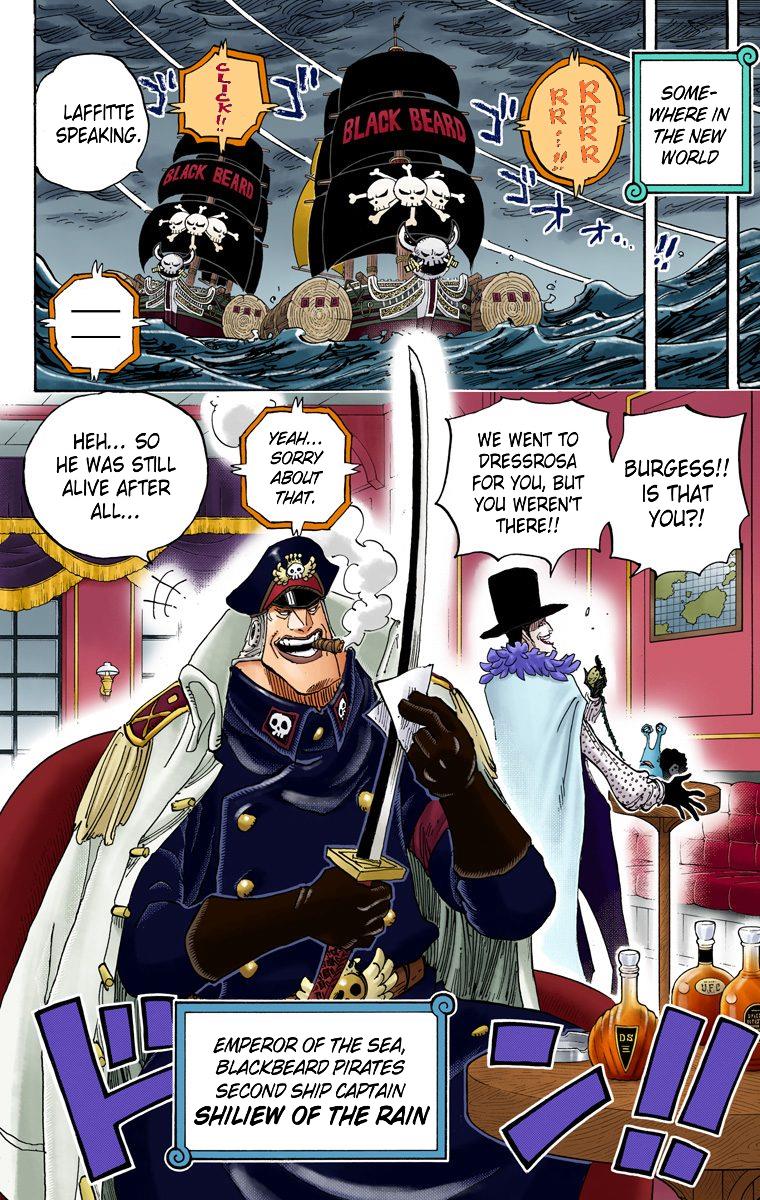 SOME-
WHERE IN
THE NEW
WORLD
RRRR
RR...!!
CLICK!!
LAFFITTE
SPEAKING.
BLACK BEARD
BLACK BEARD
ゴゴ
ゴ
ゴ
オォ...!!
BURGESS!!
IS THAT
YOU?!
WE WENT TO
DRESSROSA
FOR YOU, BUT
YOU WEREN'T
THERE!!
YEAH...
SORRY
ABOUT
THAT.
HEH... SO
HE WAS STILL
ALIVE AFTER
ALL...
DS
U.F.C
EMPEROR OF THE SEA,
BLACKBEARD PIRATES
SECOND SHIP CAPTAIN
SHILIEW OF THE RAIN
ドン!!